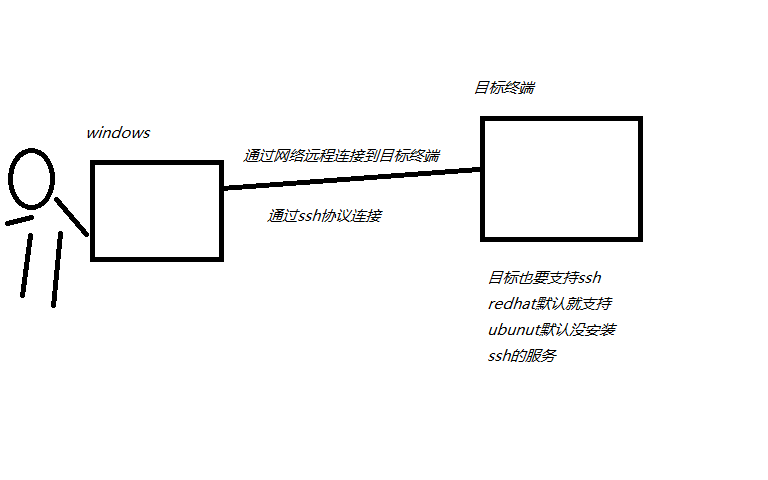 目标终端
windows
通过网络远程连接到目标终端
通过ssh协议连接
目标也要支持ssh
redhat默认就支持
ubunut默认没安装
ssh的服务